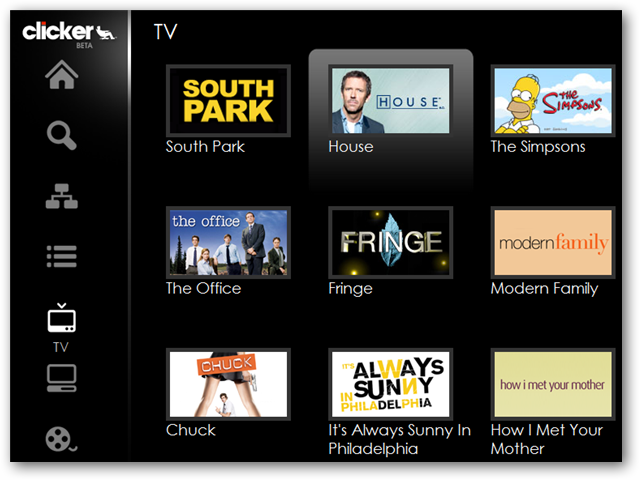 clicker
BETA
TV
SOUTH
PARK
HOUSE
THE
SIMPSONS
South Park
House
The Simpsons
the office
FRINGE
modernfamily
The Office
Fringe
Modern Family
TV
CHUCK
IT'S ALWAYS
SUNNY
IN
PHILADELPHIA
how i met your mother
Chuck
It's Always Sunny In
Philadelphia
How I Met Your
Mother